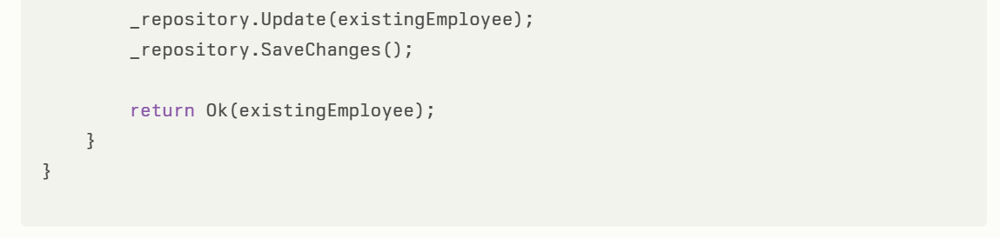 _repository.Update(existingEmployee);
_repository.SaveChanges();
return Ok(existingEmployee);
}
}